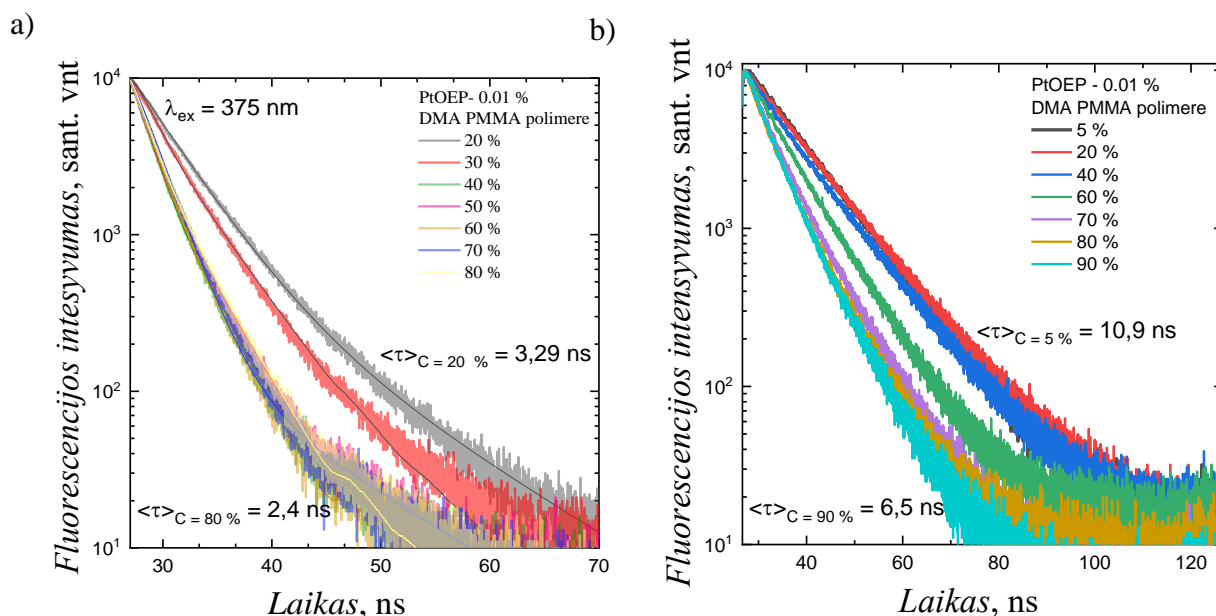 a)
Fluorescencijos intesyvumas, sant. vnt
10⁴
10³
10²
10¹
λex = 375 nm
PtOEP- 0.01 %
DMA PMMA polimere
20 %
30 %
40 %
50 %
60 %
70 %
80 %
<τ>C = 20 % = 3,29 ns
<τ>C = 80 % = 2,4 ns
30 40 50 60 70
Laikas, ns
b)
Fluorescencijos intensyvumas, sant. vnt
10⁴
10³
10²
10¹
PtOEP - 0.01 %
DMA PMMA polimere
5 %
20 %
40 %
60 %
70 %
80 %
90 %
<τ>C = 5 % = 10,9 ns
<τ>C = 90 % = 6,5 ns
40 60 80 100 120
Laikas, ns